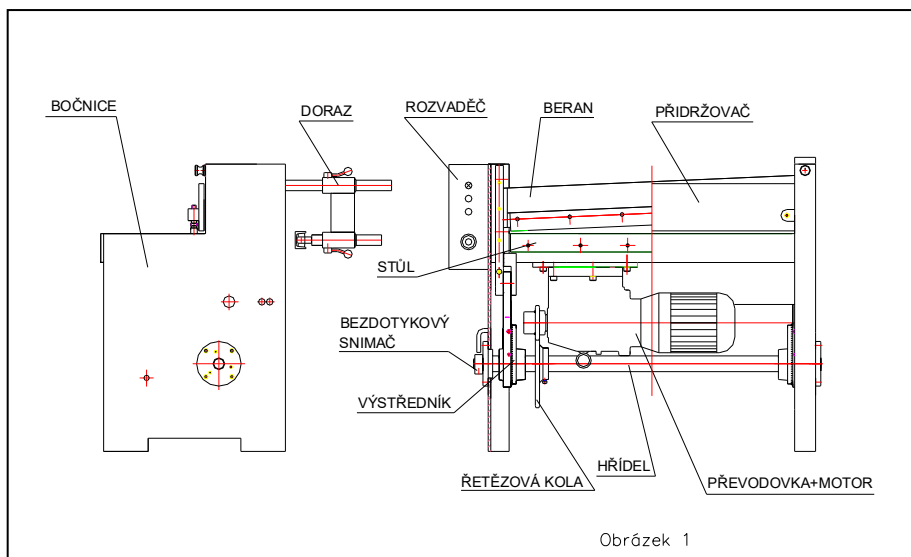 BOČNICE
DORAZ
ROZVADĚČ
BERAN
PŘIDRŽOVAČ
STŮL
BEZDOTYKOVÝ
SNIMAČ
VÝSTŘEDNÍK
ŘETĚZOVÁ KOLA
HŘÍDEL
PŘEVODOVKA+MOTOR
Obrázek 1